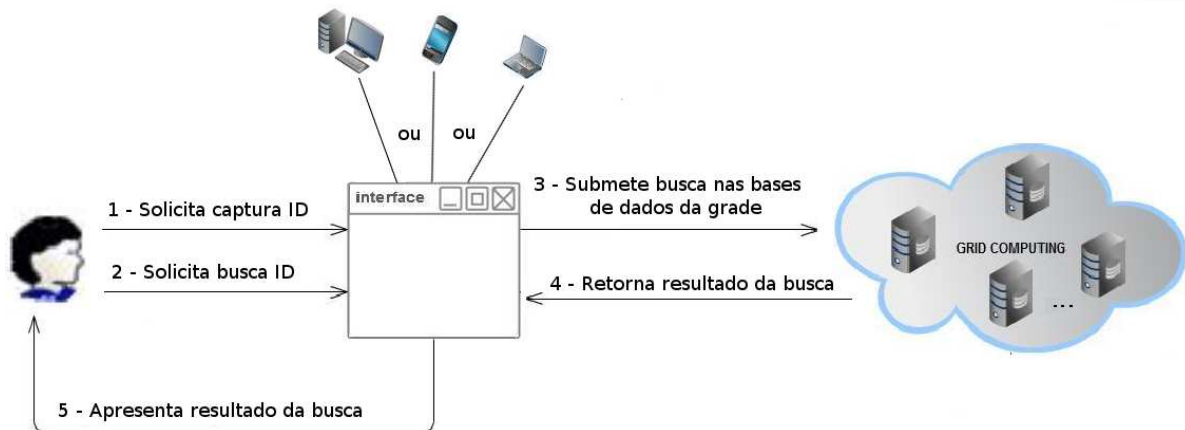 ou
ou
interface
1 - Solicita captura ID
2 - Solicita busca ID
3 - Submete busca nas bases
de dados da grade
4 - Retorna resultado da busca
GRID COMPUTING
...
5 - Apresenta resultado da busca